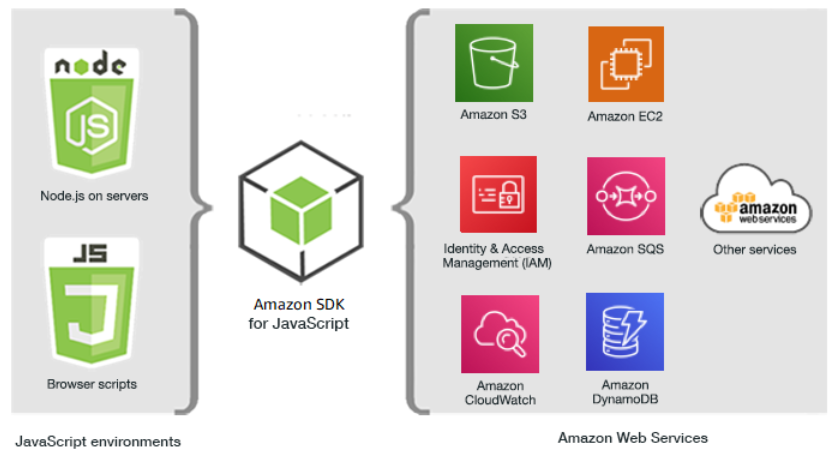 node
JS
Node.js on servers
JS
Browser scripts
JavaScript environments
Amazon SDK
for JavaScript
Amazon S3
Amazon EC2
Identity & Access
Management (IAM)
Amazon SQS
amazon
webservices
Other services
Amazon
CloudWatch
Amazon
DynamoDB
Amazon Web Services